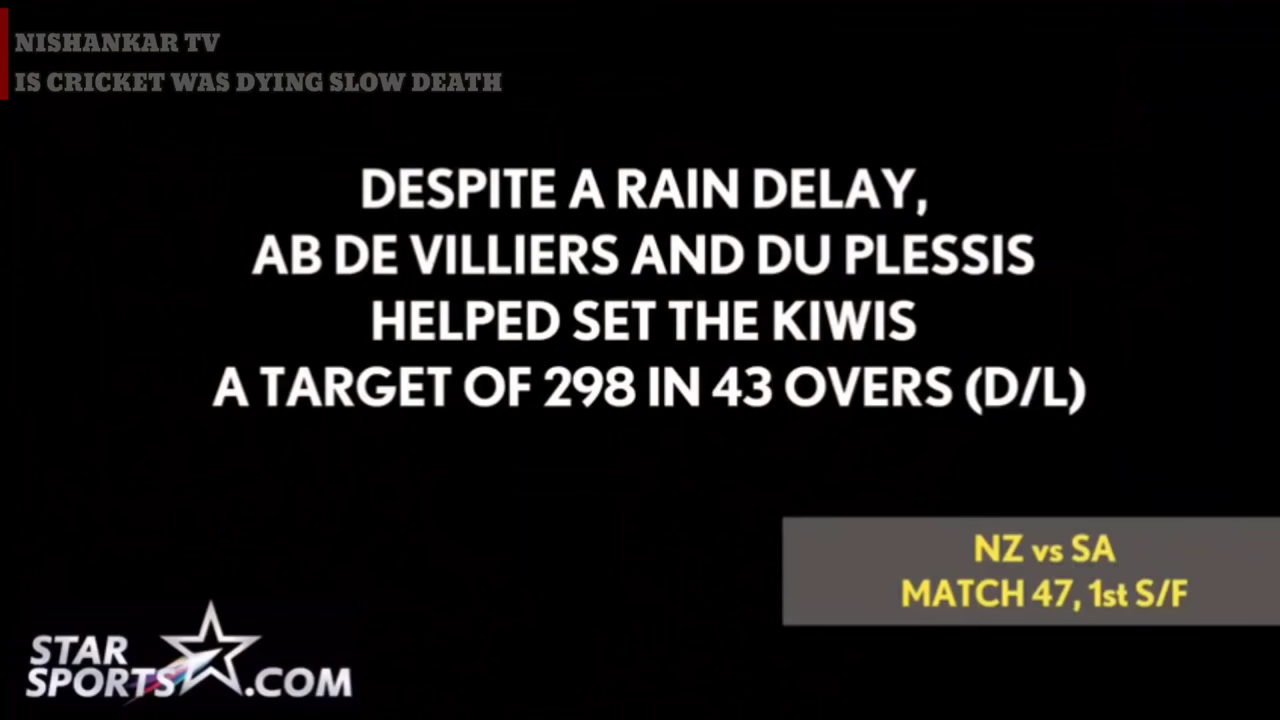 NISHANKAR TV
IS CRICKET WAS DYING SLOW DEATH
DESPITE A RAIN DELAY,
AB DE VILLIERS AND DU PLESSIS
HELPED SET THE KIWIS
A TARGET OF 298 IN 43 OVERS (D/L)
NZ vs SA
MATCH 47, 1st S/F
STAR
SPORTS.COM